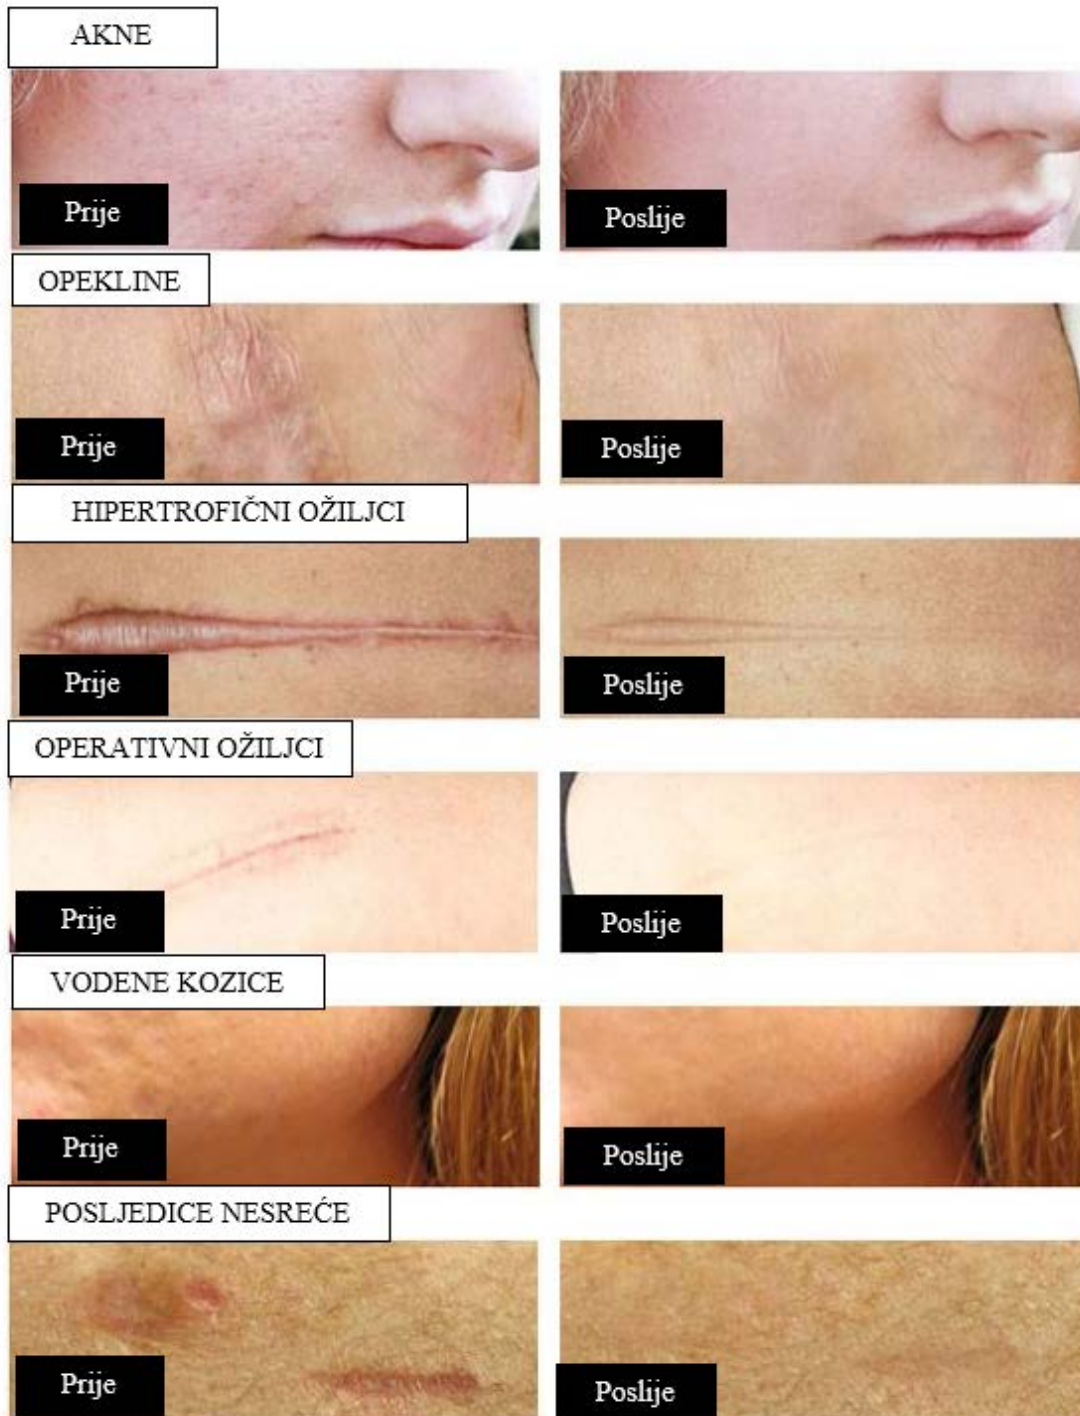 AKNE
Prije
Poslije
OPEKLINE
Prije
Poslije
HIPERTROFIČNI OŽILJCI
Prije
Poslije
OPERATIVNI OŽILJCI
Prije
Poslije
VODENE KOZICE
Prije
Poslije
POSLJEDICE NESREĆE
Prije
Poslije